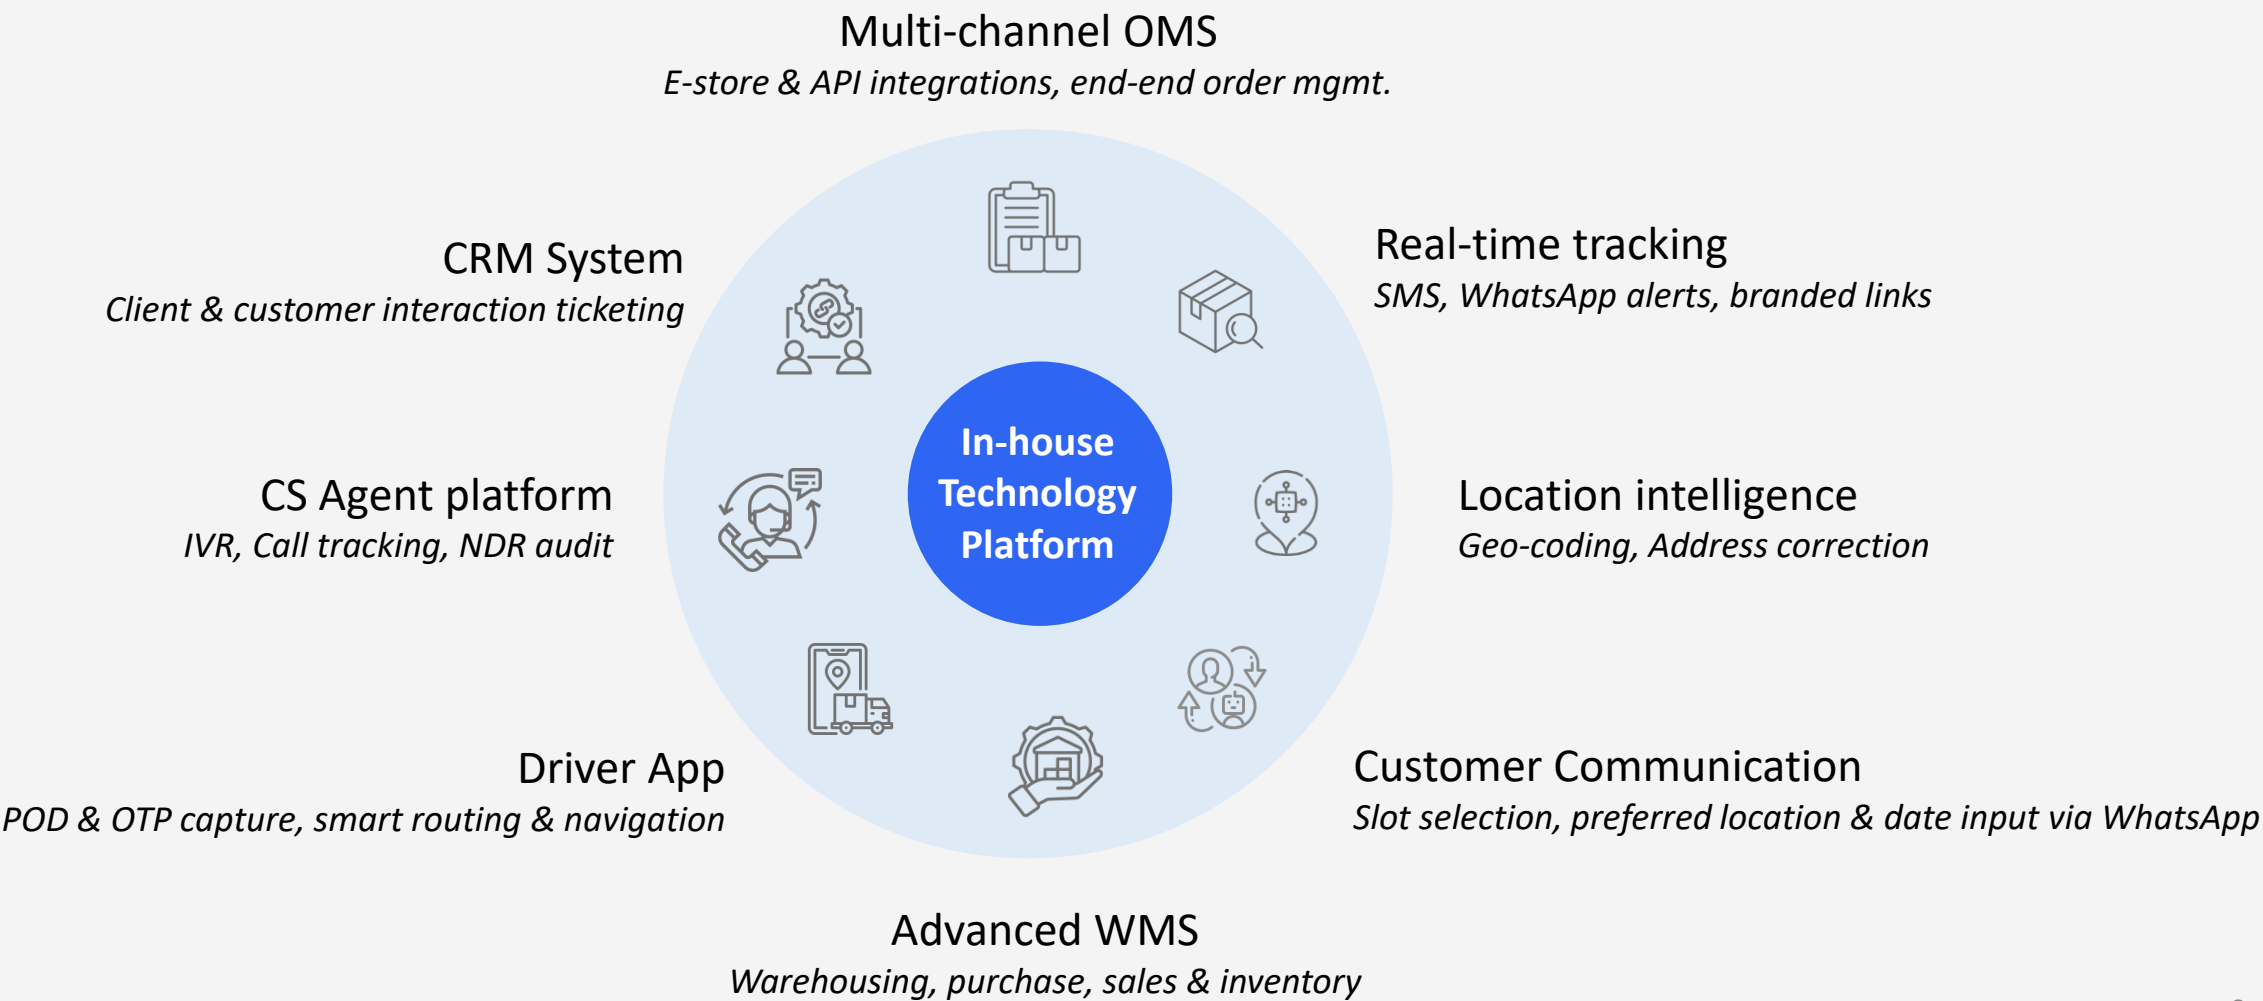 Multi-channel OMS
E-store & API integrations, end-end order mgmt.
CRM System
Client & customer interaction ticketing
Real-time tracking
SMS, WhatsApp alerts, branded links
In-house
Technology
Platform
CS Agent platform
IVR, Call tracking, NDR audit
Location intelligence
Geo-coding, Address correction
Driver App
POD & OTP capture, smart routing & navigation
Customer Communication
Slot selection, preferred location & date input via WhatsApp
Advanced WMS
Warehousing, purchase, sales & inventory